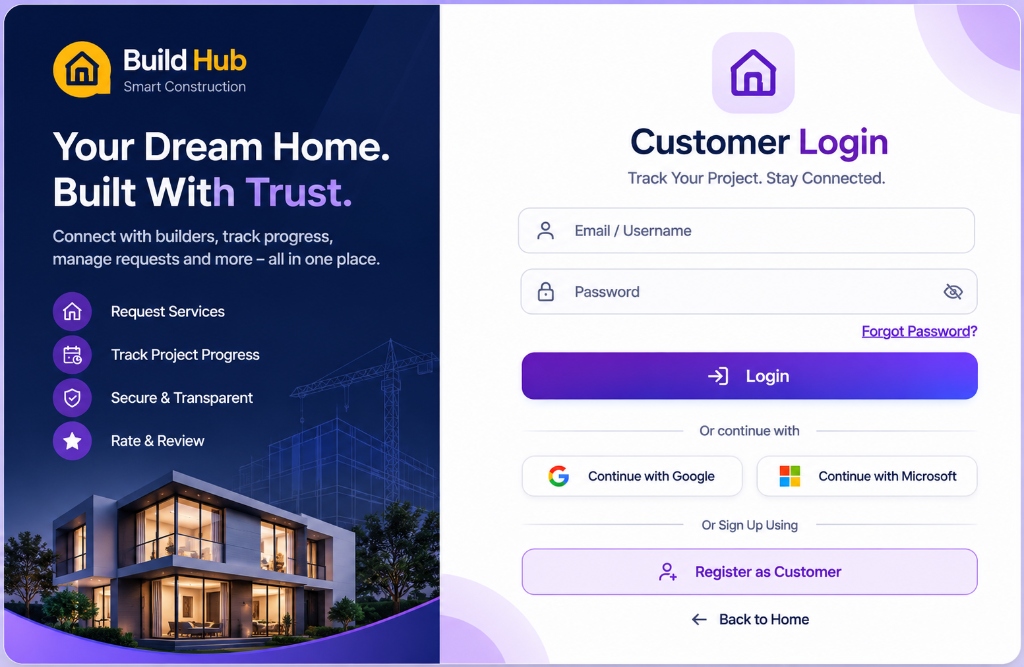 Build Hub
Smart Construction
Your Dream Home.
Built With Trust.
Connect with builders, track progress,
manage requests and more – all in one place.
Request Services
Track Project Progress
Secure & Transparent
Rate & Review
Customer Login
Track Your Project. Stay Connected.
Email / Username
Password
Forgot Password?
Login
Or continue with
Continue with Google
Continue with Microsoft
Or Sign Up Using
Register as Customer
Back to Home